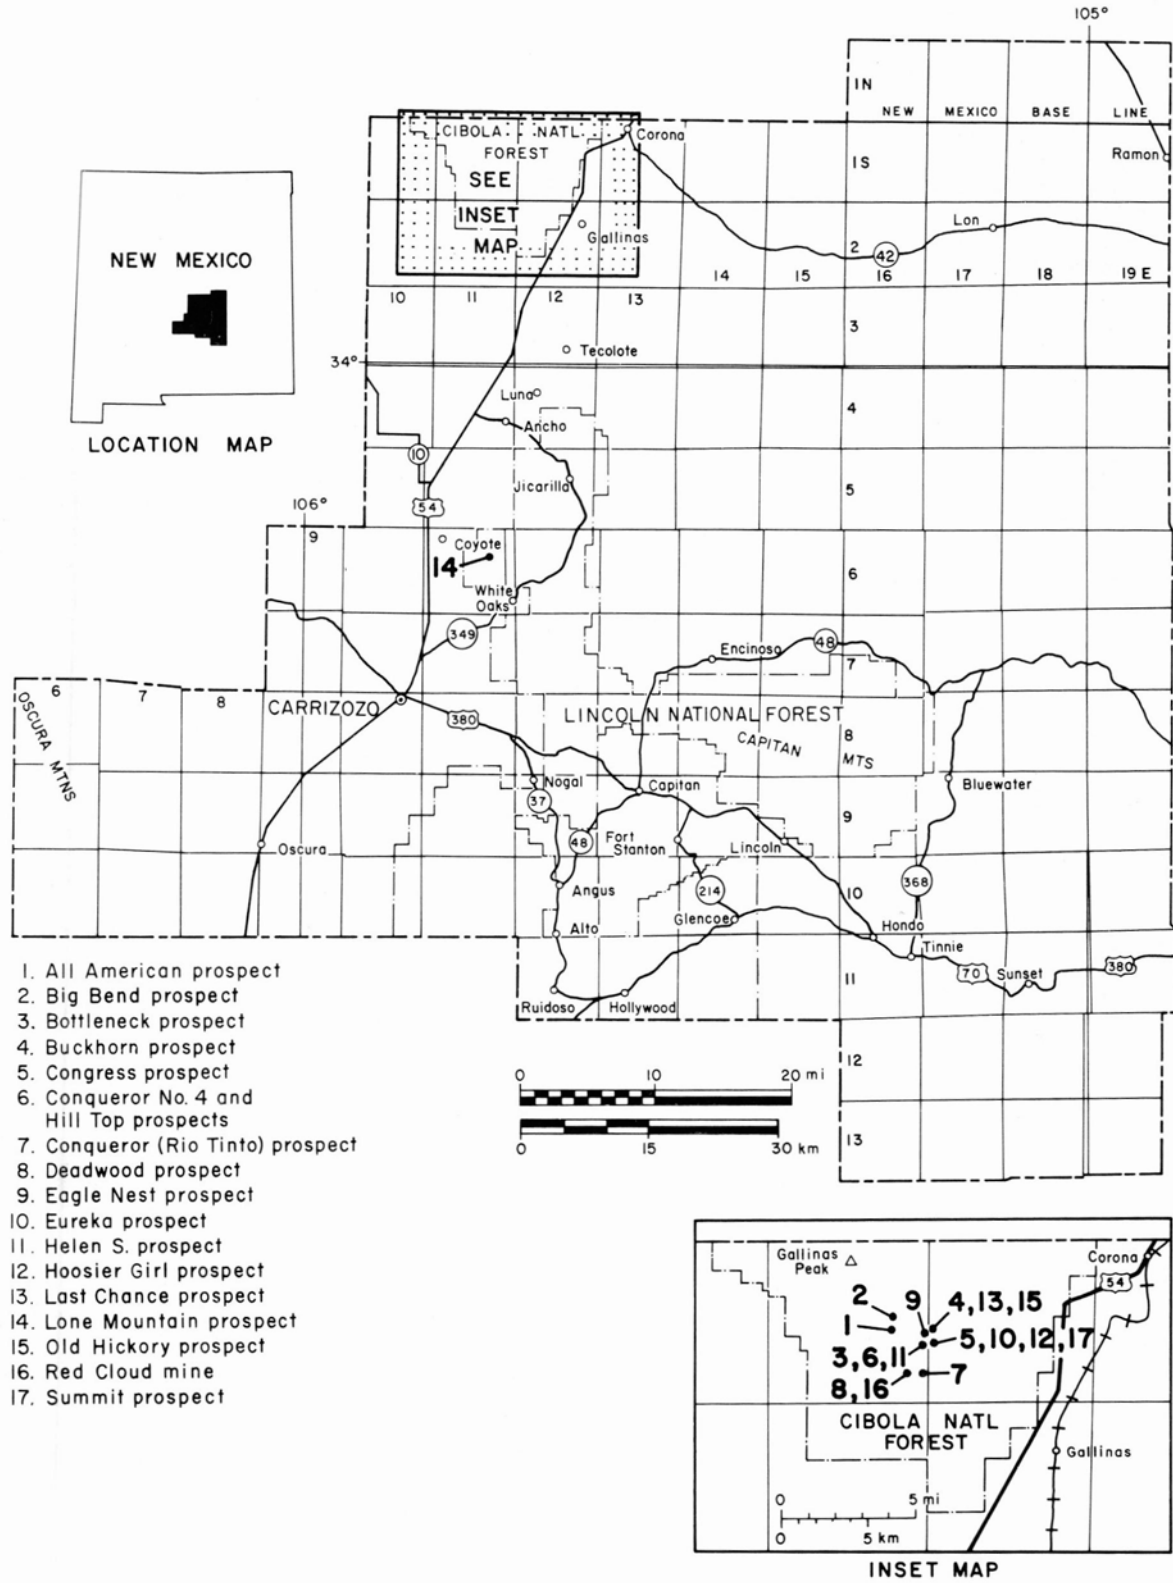 105°
1N
NEW MEXICO BASE LINE
CIBOLA NATL
FOREST
Corona
Ramon
1S
SEE
INSET
MAP
Gallinas
Lon
2
42
NEW MEXICO
14 15 16 17 18 19 E
10 11 12 13
3
Tecolote
34°
Luna
4
Ancho
LOCATION MAP
10
Jicarilla
5
54
106°
9
Coyote
14
6
White
Oaks
349
Encinoso
48
7
6 7 8
OSCURA MTNS
CARRIZOZO
380
LINCOLN NATIONAL FOREST
8
CAPITAN
MTS
Nogal
Capitan
Bluewater
37
9
48
Fort
Stanton
Lincoln
Oscura
Angus
214
10
368
Glencoe
Alto
Hondo
Tinnie
11
70
Sunset
380
Ruidoso
Hollywood
1. All American prospect
2. Big Bend prospect
3. Bottleneck prospect
4. Buckhorn prospect
5. Congress prospect
6. Conqueror No. 4 and
Hill Top prospects
7. Conqueror (Rio Tinto) prospect
8. Deadwood prospect
9. Eagle Nest prospect
10. Eureka prospect
11. Helen S. prospect
12. Hoosier Girl prospect
13. Last Chance prospect
14. Lone Mountain prospect
15. Old Hickory prospect
16. Red Cloud mine
17. Summit prospect
0 10 20 mi
0 15 30 km
12
13
Gallinas
Peak
Corona
54
2
9
4, 13, 15
1
5, 10, 12, 17
3, 6, 11
8, 16
7
CIBOLA NATL
FOREST
Gallinas
0 5 mi
0 5 km
INSET MAP